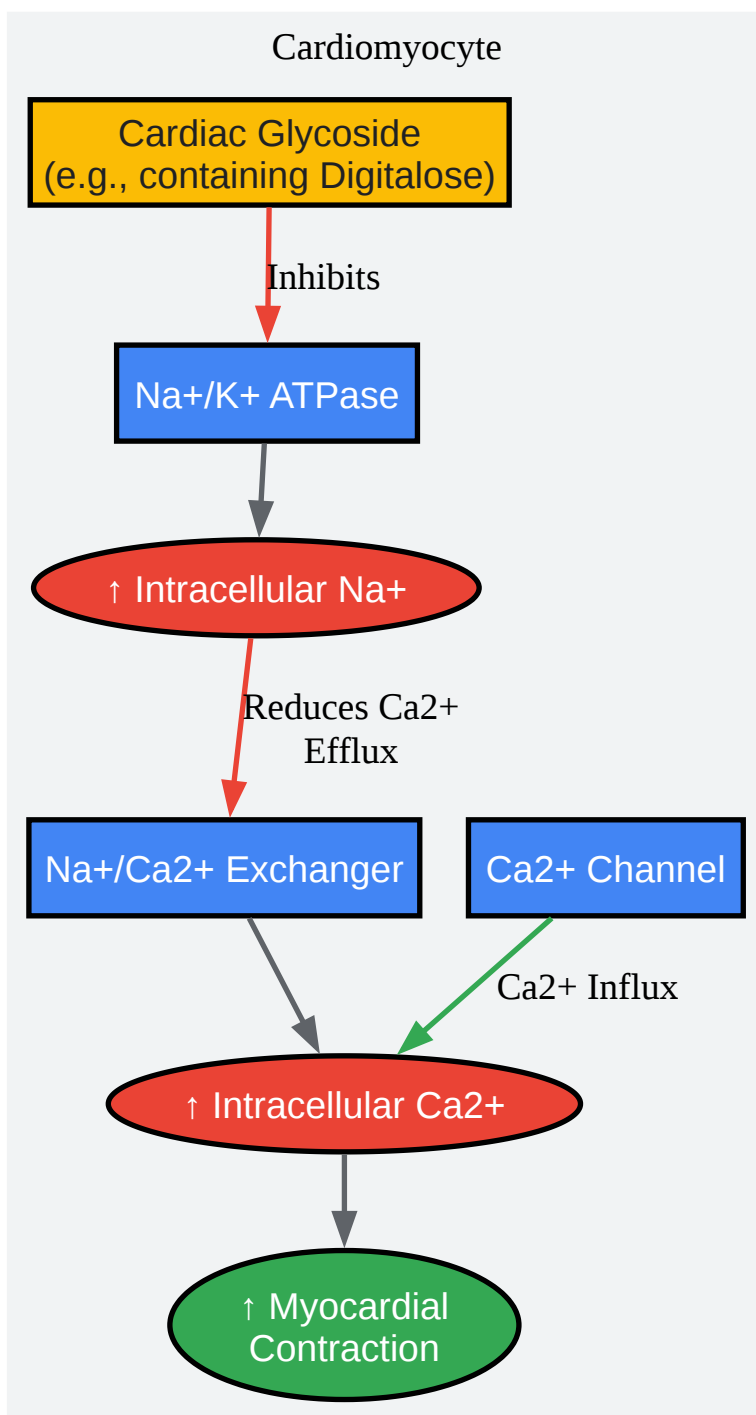 Cardiomyocyte
Cardiac Glycoside
(e.g., containing Digitalose)
Inhibits
Na+/K+ ATPase
↑ Intracellular Na+
Reduces Ca2+
Efflux
Na+/Ca2+ Exchanger
Ca2+ Channel
Ca2+ Influx
↑ Intracellular Ca2+
↑ Myocardial
Contraction